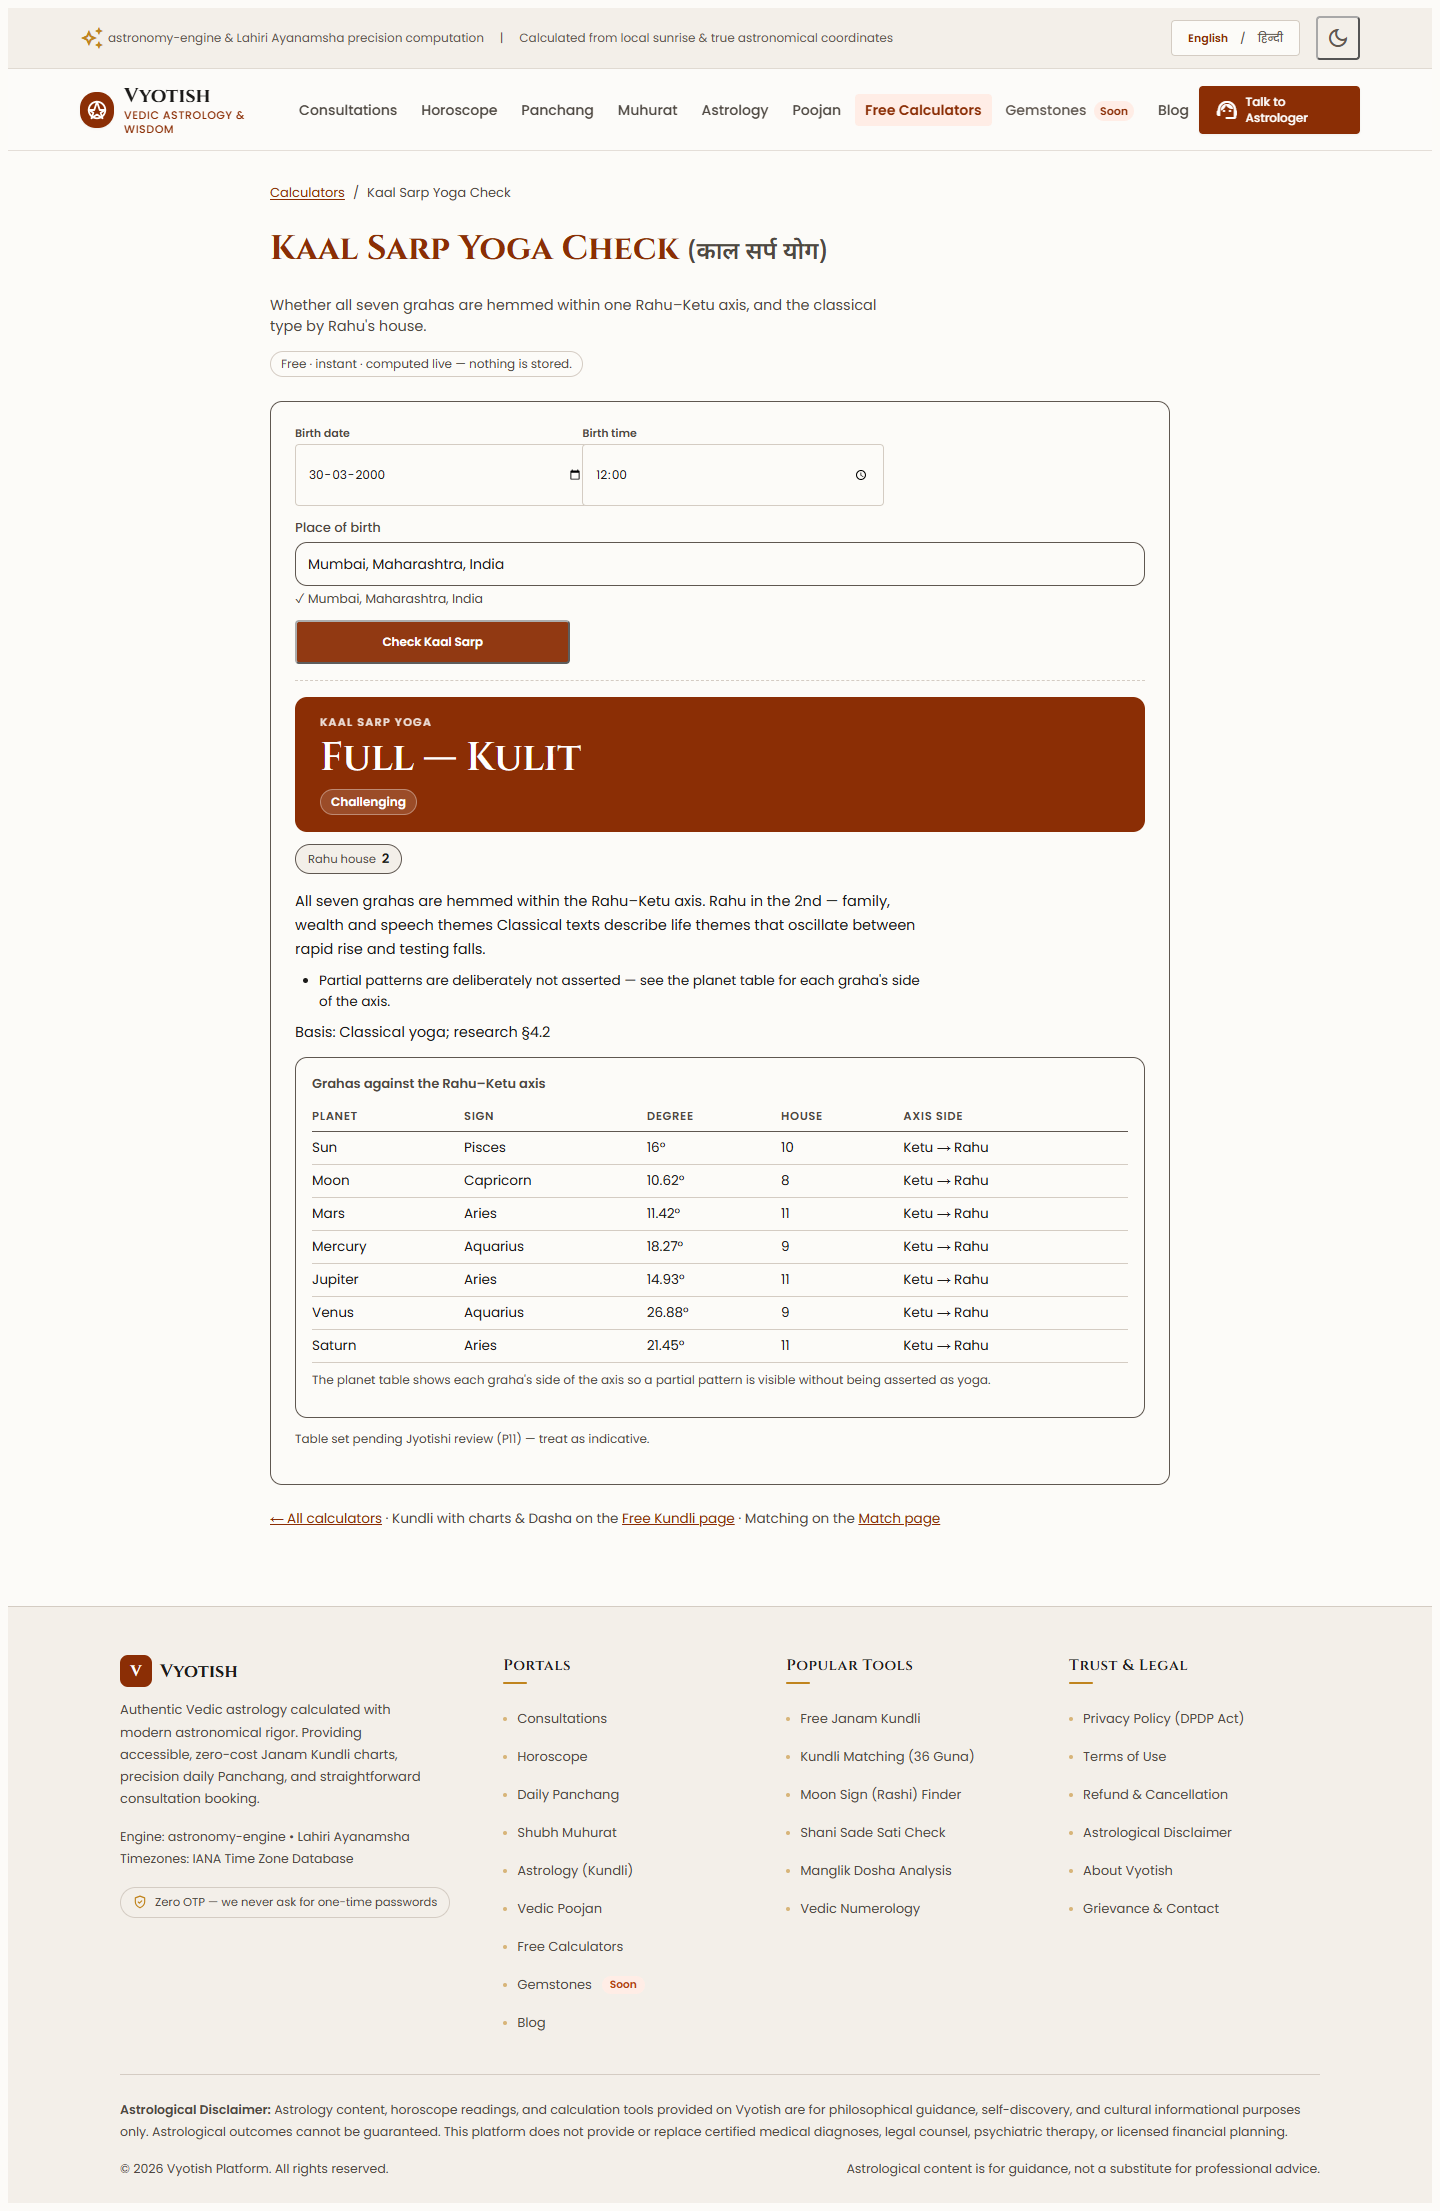 astronomy-engine & Lahiri Ayanamsha precision computation | Calculated from local sunrise & true astronomical coordinates
English / हिन्दी
Vyotish
VEDIC ASTROLOGY &
WISDOM
Consultations Horoscope Panchang Muhurat Astrology Poojan Free Calculators Gemstones Soon Blog
Talk to
Astrologer
Calculators / Kaal Sarp Yoga Check
Kaal Sarp Yoga Check (काल सर्प योग)
Whether all seven grahas are hemmed within one Rahu–Ketu axis, and the classical
type by Rahu's house.
Free · instant · computed live — nothing is stored.
Birth date Birth time
30-03-2000 12:00
Place of birth
Mumbai, Maharashtra, India
✓ Mumbai, Maharashtra, India
Check Kaal Sarp
KAAL SARP YOGA
Full — Kulit
Challenging
Rahu house 2
All seven grahas are hemmed within the Rahu–Ketu axis. Rahu in the 2nd — family,
wealth and speech themes Classical texts describe life themes that oscillate between
rapid rise and testing falls.
• Partial patterns are deliberately not asserted — see the planet table for each graha's side
of the axis.
Basis: Classical yoga; research §4.2
Grahas against the Rahu–Ketu axis
PLANET SIGN DEGREE HOUSE AXIS SIDE
Sun Pisces 16° 10 Ketu → Rahu
Moon Capricorn 10.62° 8 Ketu → Rahu
Mars Aries 11.42° 11 Ketu → Rahu
Mercury Aquarius 18.27° 9 Ketu → Rahu
Jupiter Aries 14.93° 11 Ketu → Rahu
Venus Aquarius 26.88° 9 Ketu → Rahu
Saturn Aries 21.45° 11 Ketu → Rahu
The planet table shows each graha's side of the axis so a partial pattern is visible without being asserted as yoga.
Table set pending Jyotishi review (P11) — treat as indicative.
← All calculators · Kundli with charts & Dasha on the Free Kundli page · Matching on the Match page
V Vyotish
Authentic Vedic astrology calculated with
modern astronomical rigor. Providing
accessible, zero-cost Janam Kundli charts,
precision daily Panchang, and straightforward
consultation booking.
Engine: astronomy-engine • Lahiri Ayanamsha
Timezones: IANA Time Zone Database
Zero OTP — we never ask for one-time passwords
Portals
Consultations
Horoscope
Daily Panchang
Shubh Muhurat
Astrology (Kundli)
Vedic Poojan
Free Calculators
Gemstones Soon
Blog
Popular Tools
Free Janam Kundli
Kundli Matching (36 Guna)
Moon Sign (Rashi) Finder
Shani Sade Sati Check
Manglik Dosha Analysis
Vedic Numerology
Trust & Legal
Privacy Policy (DPDP Act)
Terms of Use
Refund & Cancellation
Astrological Disclaimer
About Vyotish
Grievance & Contact
Astrological Disclaimer: Astrology content, horoscope readings, and calculation tools provided on Vyotish are for philosophical guidance, self-discovery, and cultural informational purposes
only. Astrological outcomes cannot be guaranteed. This platform does not provide or replace certified medical diagnoses, legal counsel, psychiatric therapy, or licensed financial planning.
© 2026 Vyotish Platform. All rights reserved.
Astrological content is for guidance, not a substitute for professional advice.